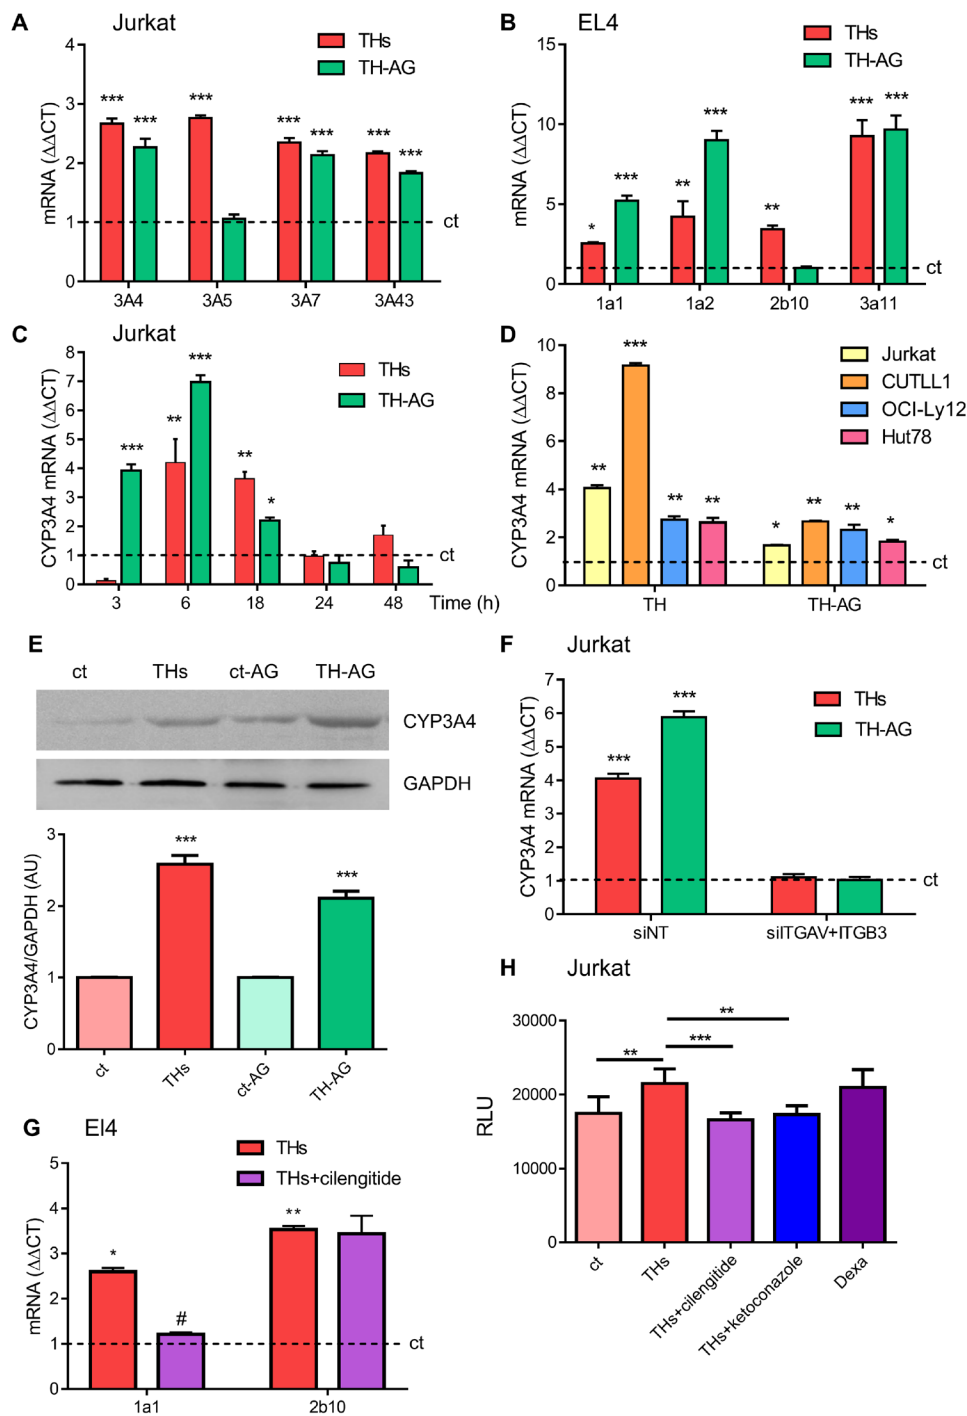 A Jurkat
THs
TH-AG
mRNA (ΔΔCT)
4
3
2
1
0
*** *** *** *** *** *** ***
ct
3A4 3A5 3A7 3A43
B EL4
THs
TH-AG
mRNA (ΔΔCT)
15
10
5
0
* *** ** *** ** *** ***
ct
1a1 1a2 2b10 3a11
C Jurkat
THs
TH-AG
CYP3A4 mRNA (ΔΔCT)
8
7
6
5
4
3
2
1
0
*** ** *** ** *
ct
3 6 18 24 48 Time (h)
D
Jurkat
CUTLL1
OCI-Ly12
Hut78
CYP3A4 mRNA (ΔΔCT)
10
8
6
4
2
0
** *** ** ** * ** ** *
ct
TH TH-AG
E
ct THs ct-AG TH-AG
CYP3A4
GAPDH
CYP3A4/GAPDH (AU)
3
2
1
0
*** ***
ct THs ct-AG TH-AG
F Jurkat
THs
TH-AG
CYP3A4 mRNA (ΔΔCT)
7
6
5
4
3
2
1
0
*** ***
ct
siNT siITGAV+ITGB3
G El4
THs
THs+cilengitide
mRNA (ΔΔCT)
5
4
3
2
1
0
* # **
ct
1a1 2b10
H Jurkat
RLU
30000
20000
10000
0
** *** **
ct THs THs+cilengitide THs+ketoconazole Dexa